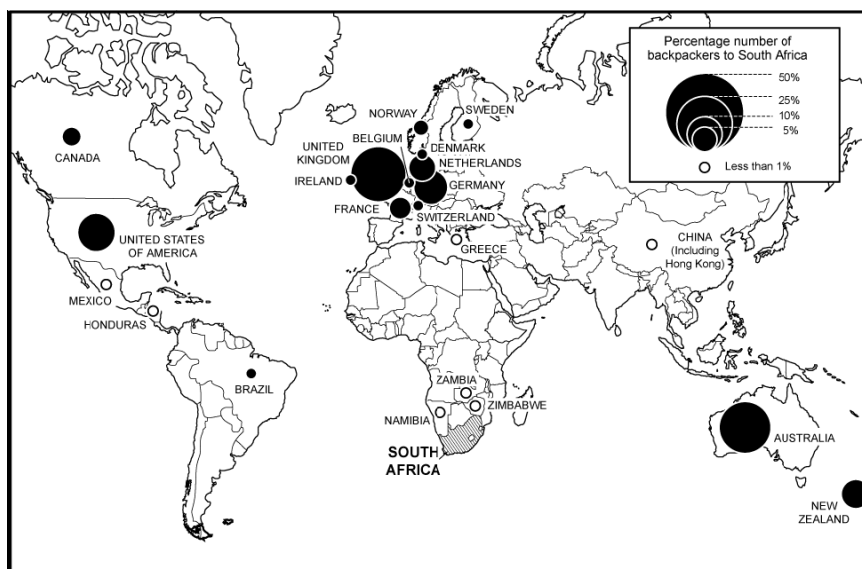 Percentage number of
backpackers to South Africa
50%
25%
10%
5%
Less than 1%
NORWAY
SWEDEN
BELGIUM
DENMARK
UNITED
KINGDOM
NETHERLANDS
CANADA
IRELAND
GERMANY
FRANCE
SWITZERLAND
UNITED STATES
OF AMERICA
GREECE
CHINA
(Including
Hong Kong)
MEXICO
HONDURAS
BRAZIL
ZAMBIA
ZIMBABWE
NAMIBIA
SOUTH
AFRICA
AUSTRALIA
NEW
ZEALAND